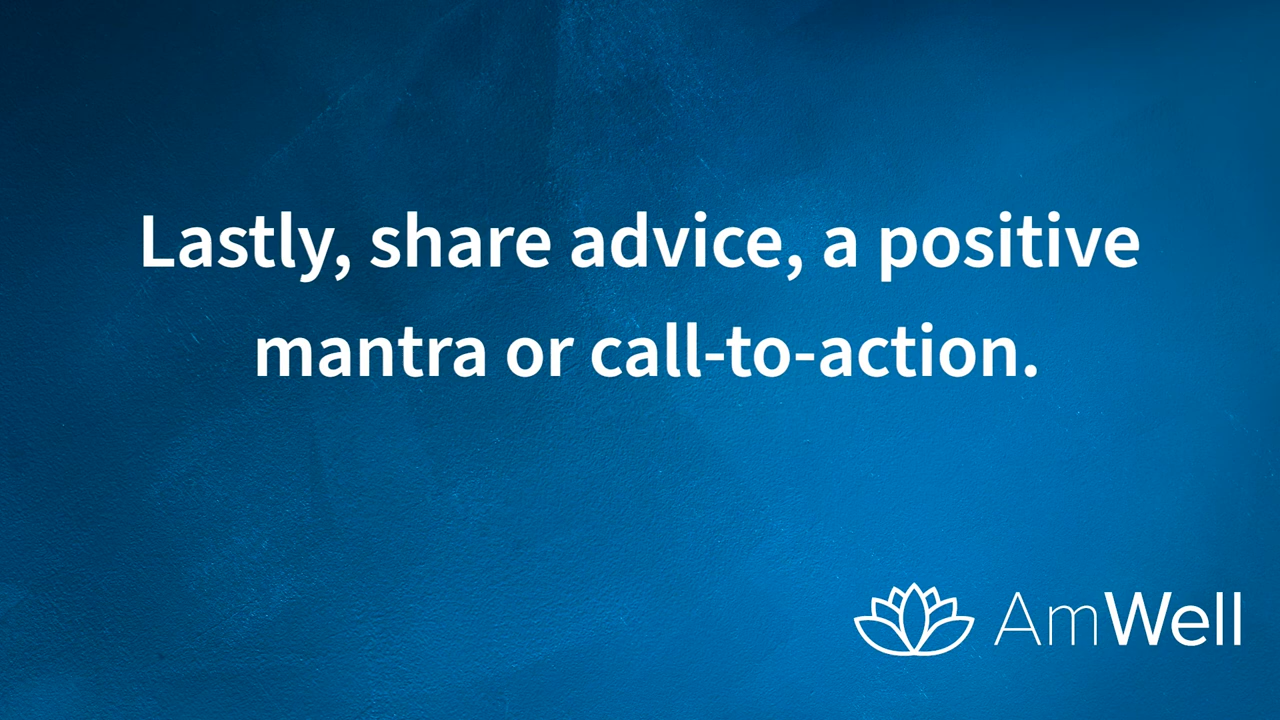 Lastly, share advice, a positive
mantra or call-to-action.
AmWell